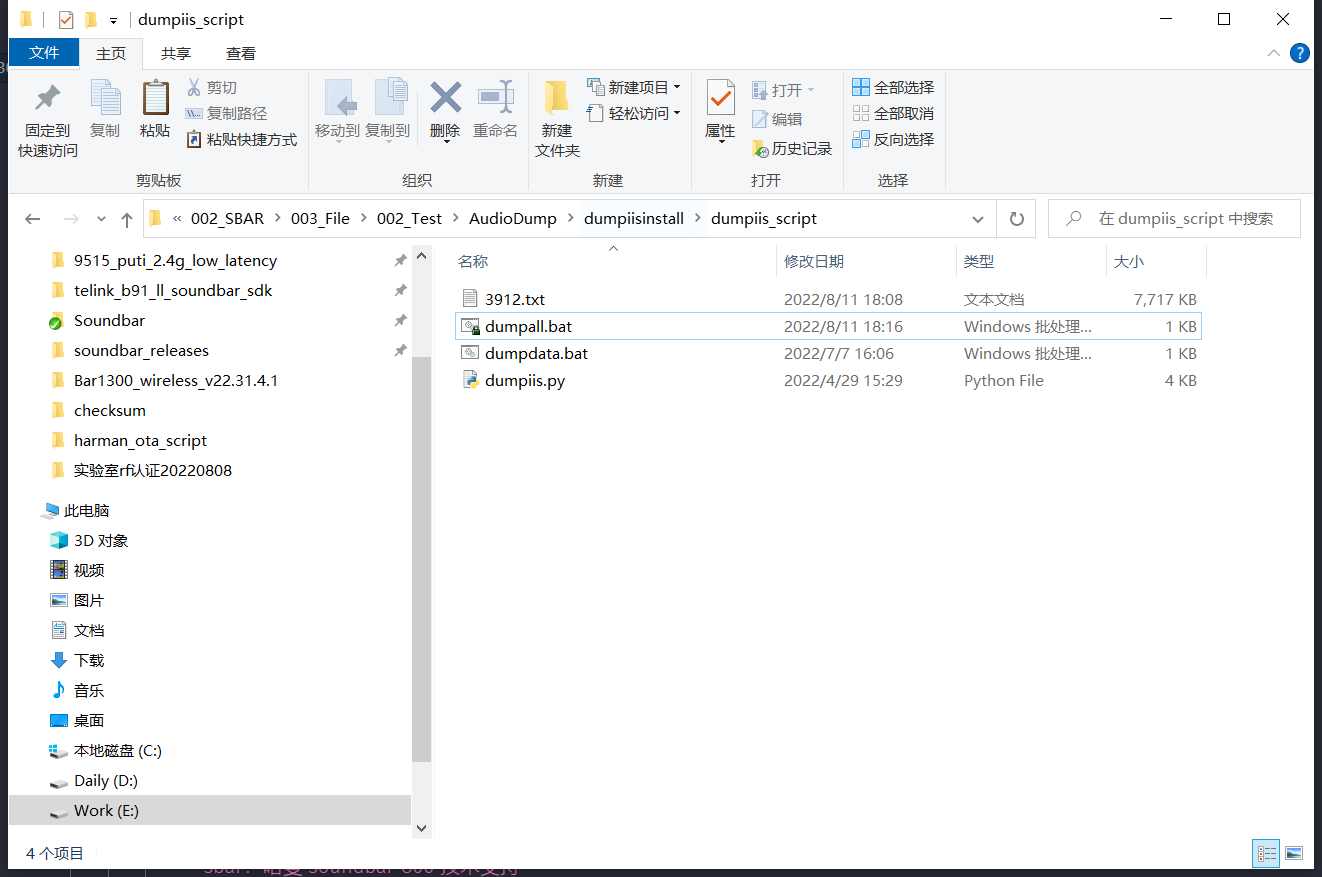 dumpiis_script
文件 主页 共享 查看
固定到
快速访问
复制
粘贴
剪切
复制路径
粘贴快捷方式
剪贴板
移动到
复制到
删除
重命名
组织
新建
文件夹
新建项目
轻松访问
新建
属性
打开
编辑
历史记录
打开
全部选择
全部取消
反向选择
选择
« 002_SBAR > 003_File > 002_Test > AudioDump > dumpiisinstall > dumpiis_script
在 dumpiis_script 中搜索
9515_puti_2.4g_low_latency
telink_b91_ll_soundbar_sdk
Soundbar
soundbar_releases
Bar1300_wireless_v22.31.4.1
checksum
harman_ota_script
实验室rf认证20220808
此电脑
3D 对象
视频
图片
文档
下载
音乐
桌面
本地磁盘 (C:)
Daily (D:)
Work (E:)
名称 修改日期 类型 大小
3912.txt 2022/8/11 18:08 文本文档 7,717 KB
dumpall.bat 2022/8/11 18:16 Windows 批处理... 1 KB
dumpdata.bat 2022/7/7 16:06 Windows 批处理... 1 KB
dumpiis.py 2022/4/29 15:29 Python File 4 KB
4 个项目